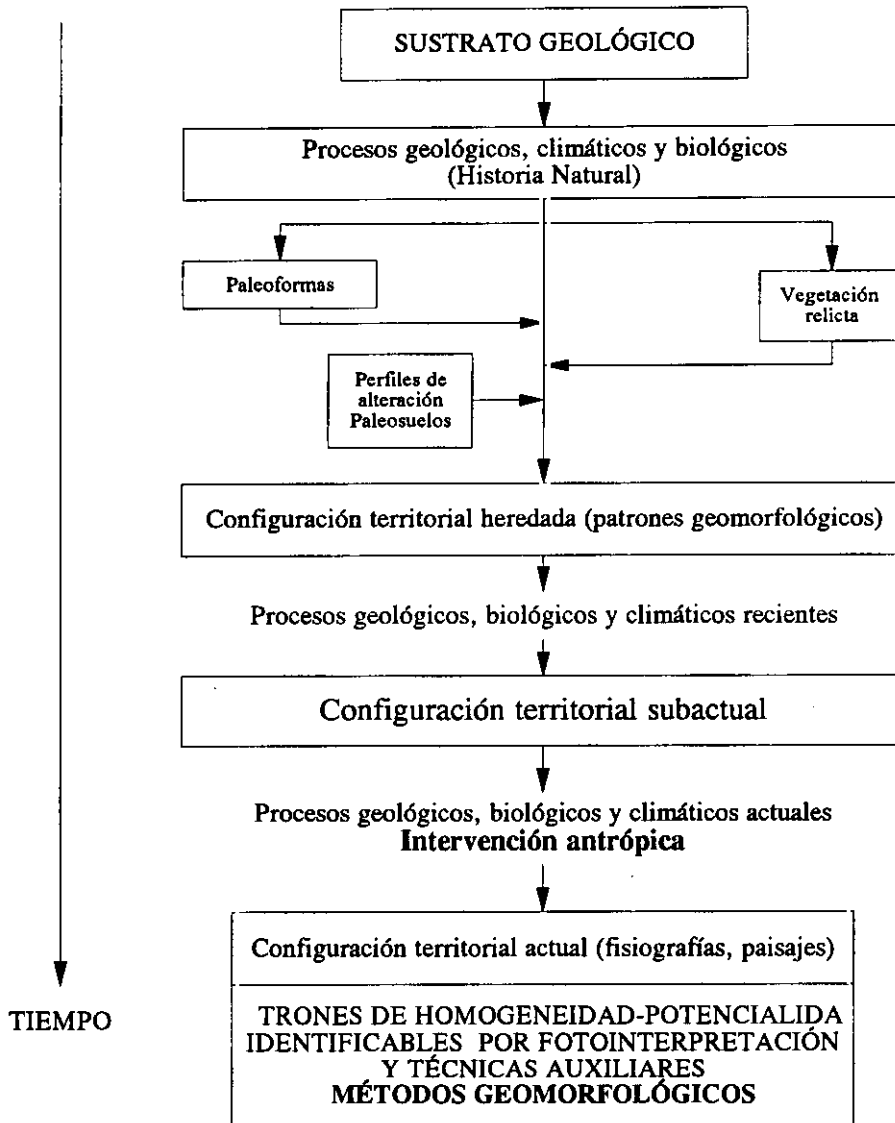 SUSTRATO GEOLÓGICO
Procesos geológicos, climáticos y biológicos
(Historia Natural)
Paleoformas
Vegetación
relicta
Perfiles de
alteración
Paleosuelos
Configuración territorial heredada (patrones geomorfológicos)
Procesos geológicos, biológicos y climáticos recientes
Configuración territorial subactual
Procesos geológicos, biológicos y climáticos actuales
Intervención antrópica
Configuración territorial actual (fisiografías, paisajes)
TRONES DE HOMOGENEIDAD-POTENCIALIDA
IDENTIFICABLES POR FOTOINTERPRETACIÓN
Y TÉCNICAS AUXILIARES
MÉTODOS GEOMORFOLÓGICOS
TIEMPO